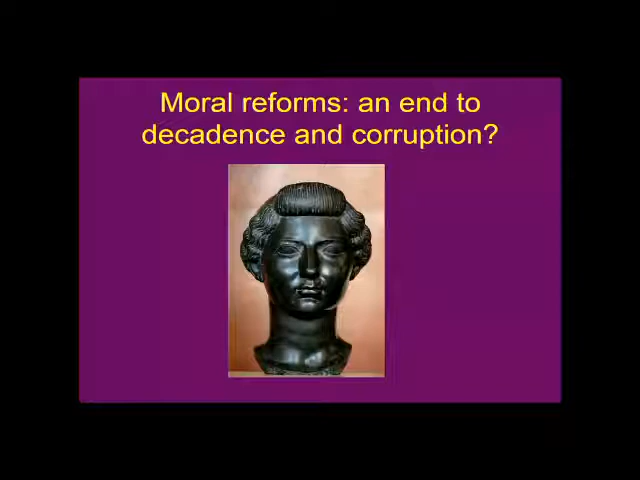 Moral reforms: an end to
decadence and corruption?